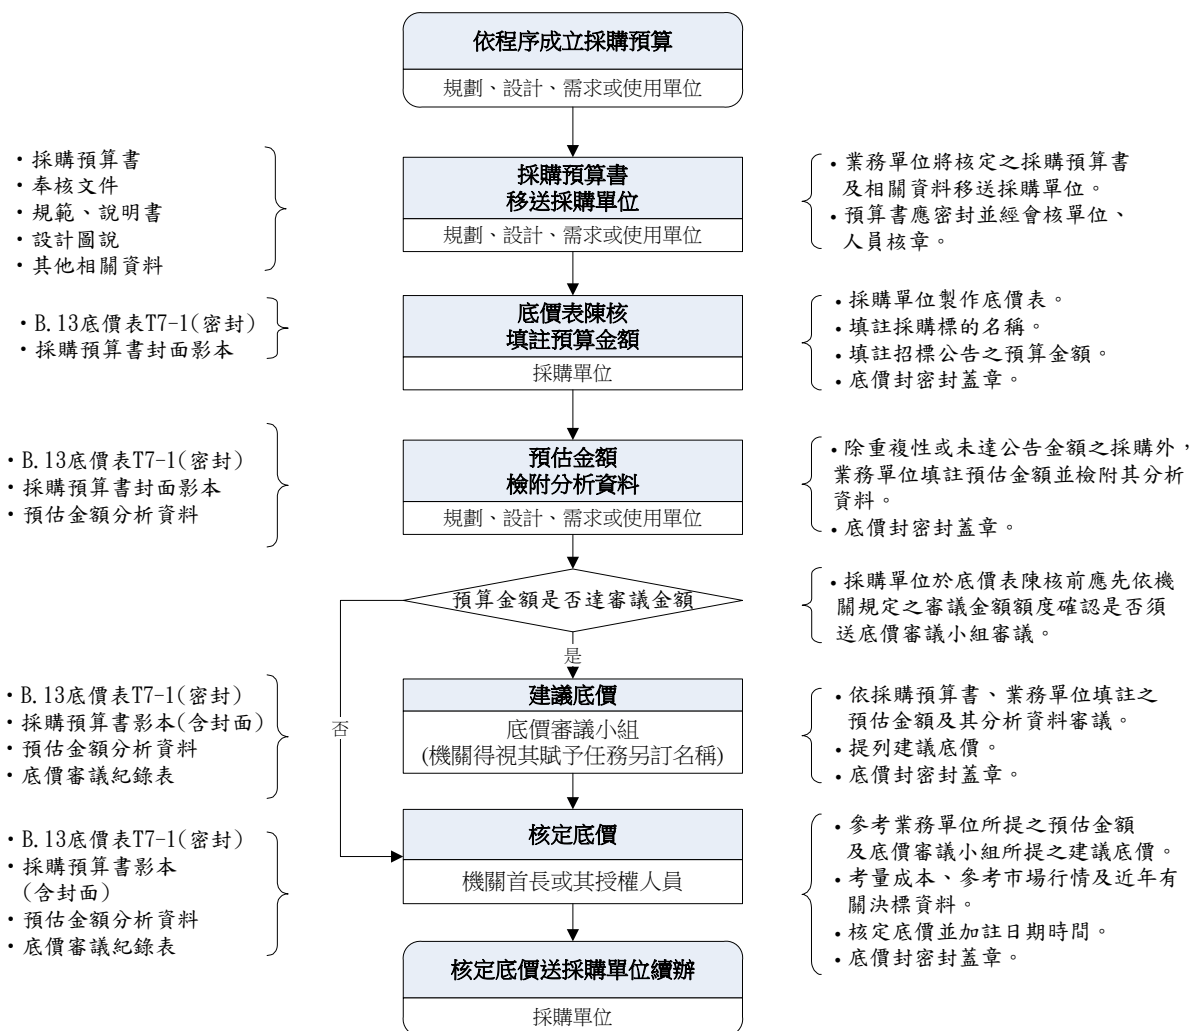 依程序成立採購預算
規劃、設計、需求或使用單位
・採購預算書
・奉核文件
・規範、說明書
・設計圖說
・其他相關資料
採購預算書
移送採購單位
規劃、設計、需求或使用單位
・業務單位將核定之採購預算書
及相關資料移送採購單位。
・預算書應密封並經會核單位、
人員核章。
・B.13底價表T7-1(密封)
・採購預算書封面影本
底價表陳核
填註預算金額
採購單位
・採購單位製作底價表。
・填註採購標的名稱。
・填註招標公告之預算金額。
・底價封密封蓋章。
・B.13底價表T7-1(密封)
・採購預算書封面影本
・預估金額分析資料
預估金額
檢附分析資料
規劃、設計、需求或使用單位
・除重複性或未達公告金額之採購外，
業務單位填註預估金額並檢附其分析
資料。
・底價封密封蓋章。
預算金額是否達審議金額
・採購單位於底價表陳核前應先依機
關規定之審議金額額度確認是否須
送底價審議小組審議。
是
否
・B.13底價表T7-1(密封)
・採購預算書影本(含封面)
・預估金額分析資料
・底價審議紀錄表
建議底價
底價審議小組
(機關得視其賦予任務另訂名稱)
・依採購預算書、業務單位填註之
預估金額及其分析資料審議。
・提列建議底價。
・底價封密封蓋章。
・B.13底價表T7-1(密封)
・採購預算書影本
(含封面)
・預估金額分析資料
・底價審議紀錄表
核定底價
機關首長或其授權人員
・參考業務單位所提之預估金額
及底價審議小組所提之建議底價。
・考量成本、參考市場行情及近年有
關決標資料。
・核定底價並加註日期時間。
・底價封密封蓋章。
核定底價送採購單位續辦
採購單位